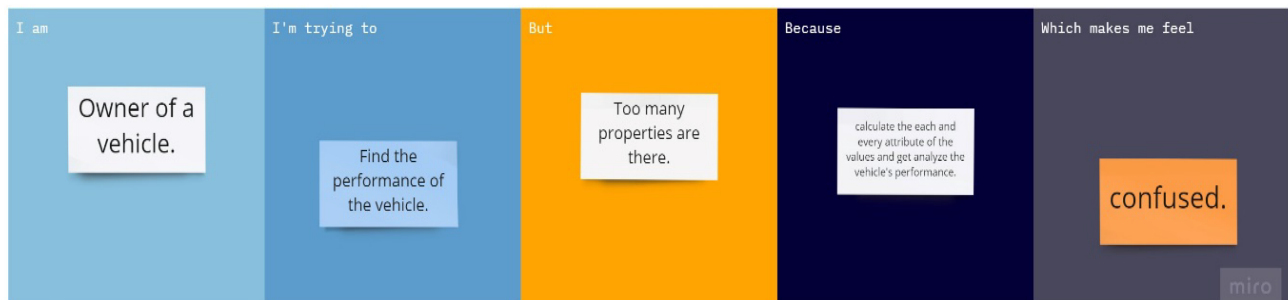 I am
Owner of a
vehicle.
I'm trying to
Find the
performance of
the vehicle.
But
Too many
properties are
there.
Because
calculate the each and
every attribute of the
values and get analyze the
vehicle's performance.
Which makes me feel
confused.
miro